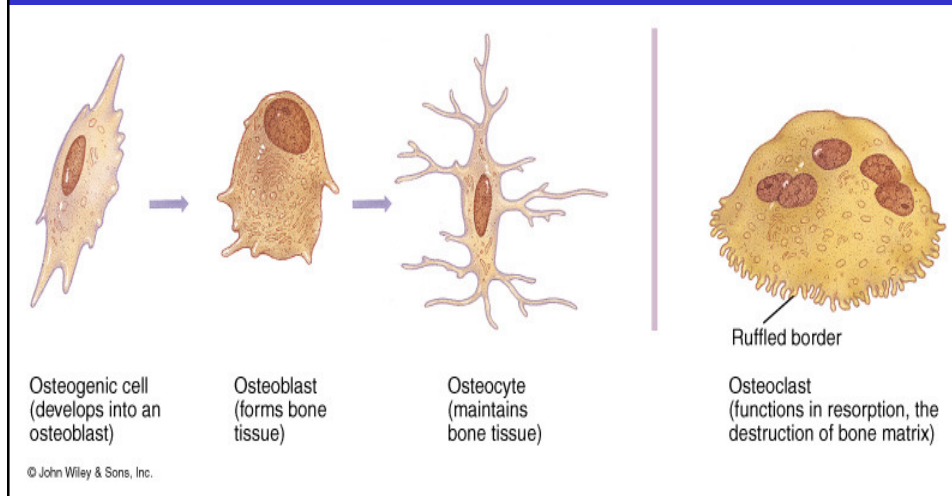 Ruffled border
Osteogenic cell
(develops into an
osteoblast)
Osteoblast
(forms bone
tissue)
Osteocyte
(maintains
bone tissue)
Osteoclast
(functions in resorption, the
destruction of bone matrix)
© John Wiley & Sons, Inc.